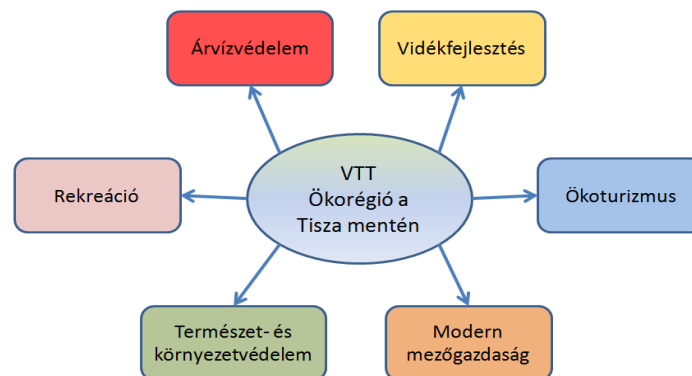 Árvízvédelem
Vidékfejlesztés
Rekreáció
VTT
Ökorégió a
Tisza mentén
Ökoturizmus
Természet- és
környezetvédelem
Modern
mezőgazdaság